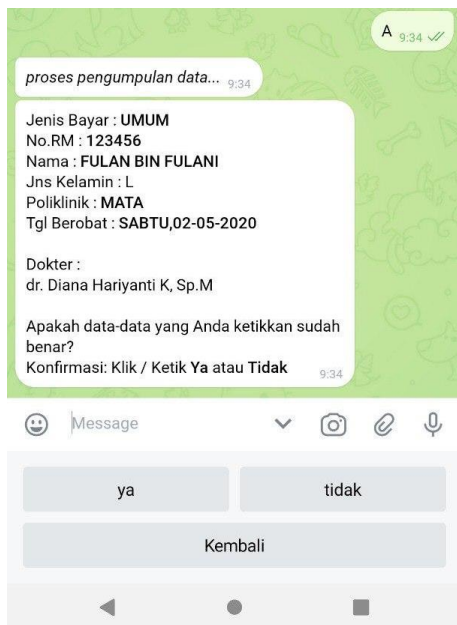 A 9:34
proses pengumpulan data... 9:34
Jenis Bayar : UMUM
No.RM : 123456
Nama : FULAN BIN FULANI
Jns Kelamin : L
Poliklinik : MATA
Tgl Berobat : SABTU,02-05-2020
Dokter :
dr. Diana Hariyanti K, Sp.M
Apakah data-data yang Anda ketikkan sudah
benar?
Konfirmasi: Klik / Ketik Ya atau Tidak 9:34
Message
ya tidak
Kembali